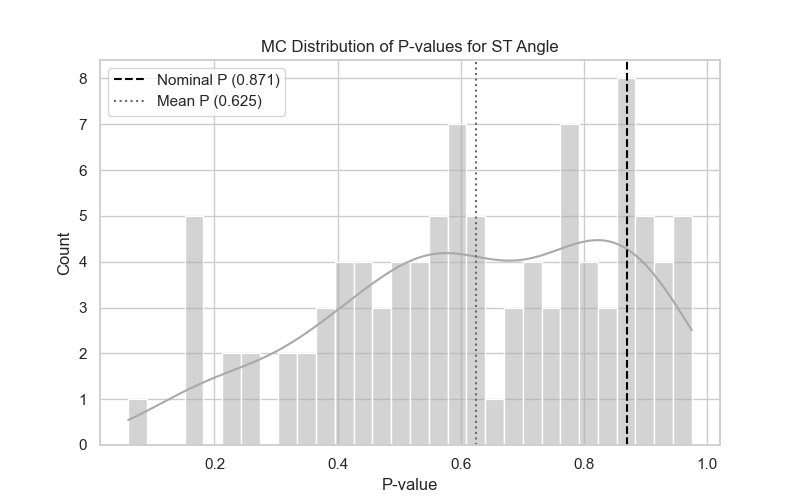 MC Distribution of P-values for ST Angle
Nominal P (0.871)
Mean P (0.625)
Count
8
7
6
5
4
3
2
1
0
0.2 0.4 0.6 0.8 1.0
P-value